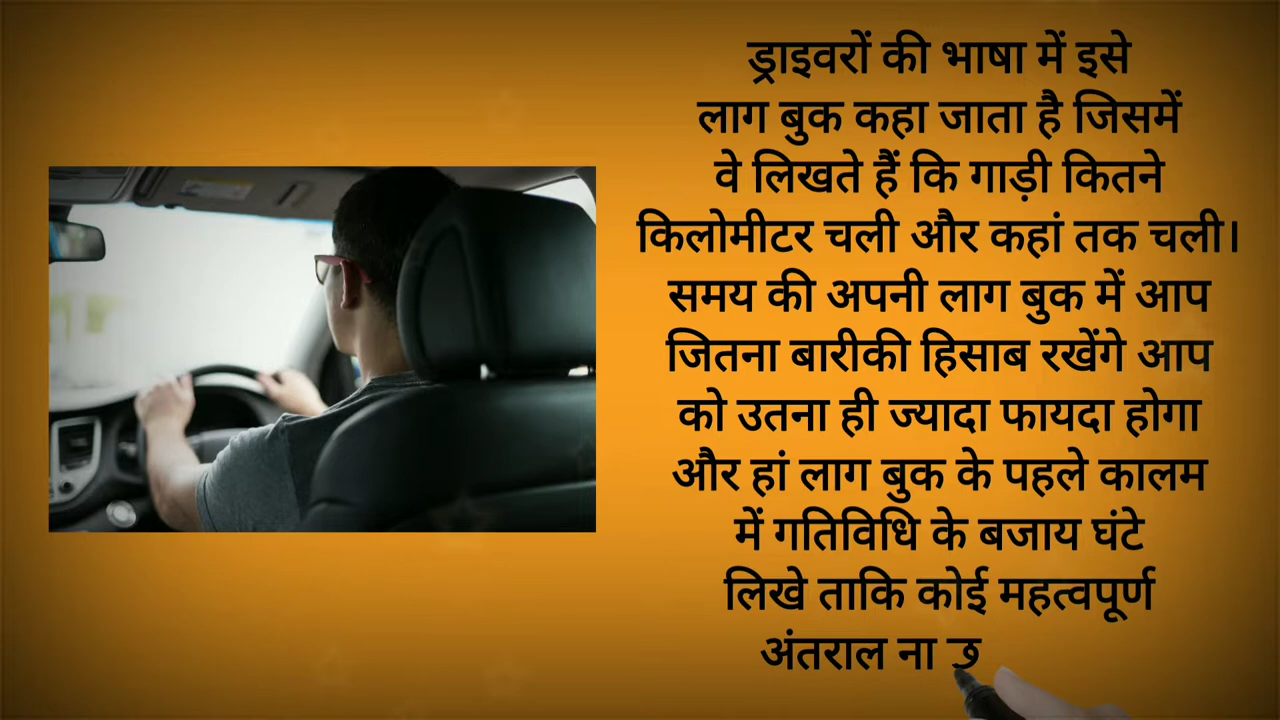 ड्राइवरों की भाषा में इसे
लाग बुक कहा जाता है जिसमें
वे लिखते हैं कि गाड़ी कितने
किलोमीटर चली और कहां तक चली।
समय की अपनी लाग बुक में आप
जितना बारीकी हिसाब रखेंगे आप
को उतना ही ज्यादा फायदा होगा
और हां लाग बुक के पहले कालम
में गतिविधि के बजाय घंटे
लिखे ताकि कोई महत्वपूर्ण
अंतराल ना